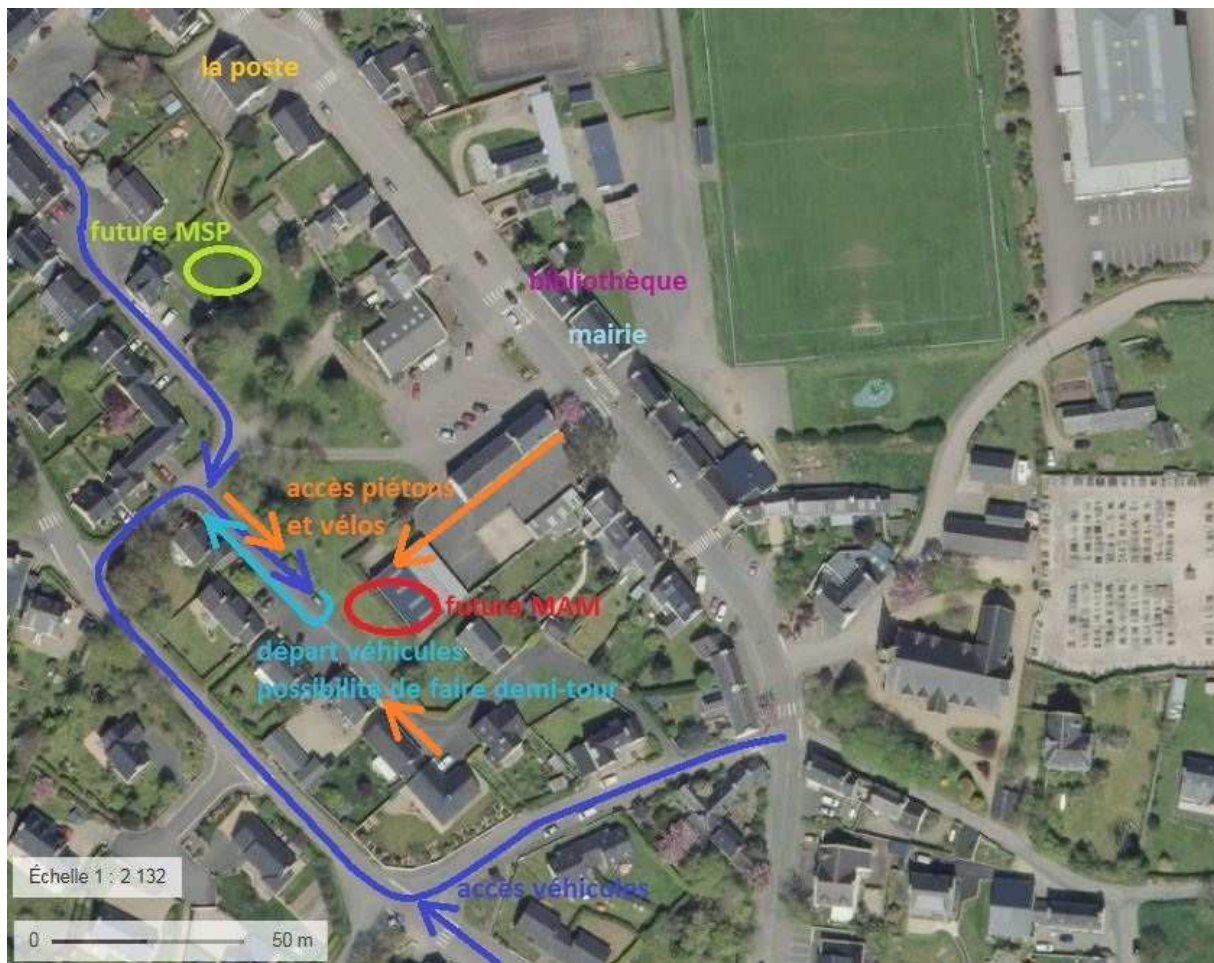 la poste
future MSP
bibliothèque
mairie
accès piétons
et vélos
future MAM
départ véhicules
possibilité de faire demi-tour
accès véhicules
Échelle 1 : 2 132
0 50 m